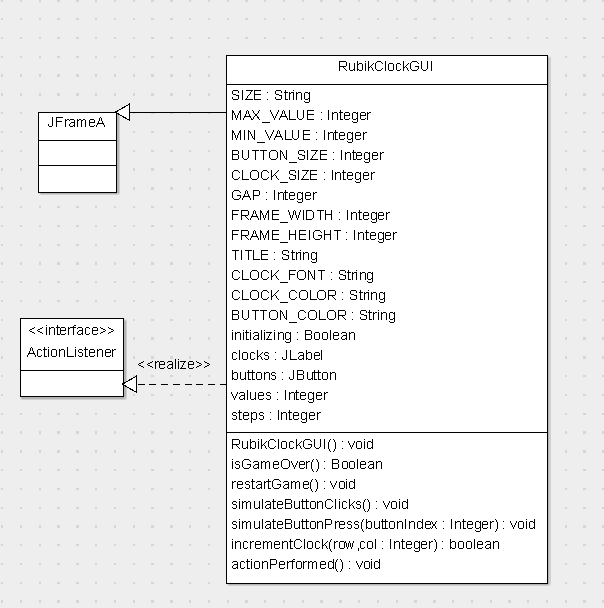 RubikClockGUI
SIZE : String
MAX_VALUE : Integer
MIN_VALUE : Integer
BUTTON_SIZE : Integer
CLOCK_SIZE : Integer
GAP : Integer
FRAME_WIDTH : Integer
FRAME_HEIGHT : Integer
TITLE : String
CLOCK_FONT : String
CLOCK_COLOR : String
BUTTON_COLOR : String
initializing : Boolean
clocks : JLabel
buttons : JButton
values : Integer
steps : Integer
RubikClockGUI() : void
isGameOver() : Boolean
restartGame() : void
simulateButtonClicks() : void
simulateButtonPress(buttonIndex : Integer) : void
incrementClock(row,col : Integer) : boolean
actionPerformed() : void
JFrameA
<<interface>>
ActionListener
<<realize>>